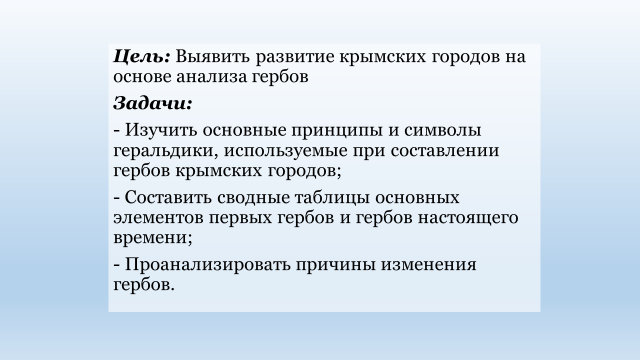 Цель: Выявить развитие крымских городов на
основе анализа гербов
Задачи:
- Изучить основные принципы и символы
геральдики, используемые при составлении
гербов крымских городов;
- Составить сводные таблицы основных
элементов первых гербов и гербов настоящего
времени;
- Проанализировать причины изменения
гербов.